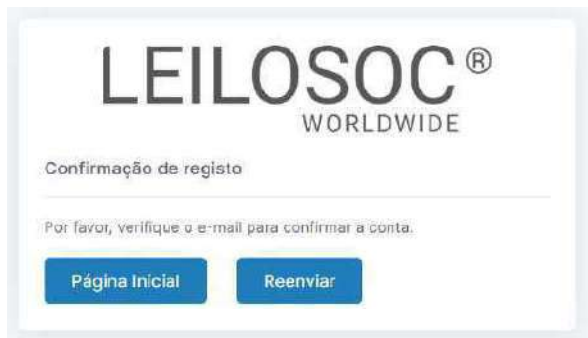 LEILOSOC®
WORLDWIDE
Confirmação de registo
Por favor, verifique o e-mail para confirmar a conta.
Página Inicial
Reenviar